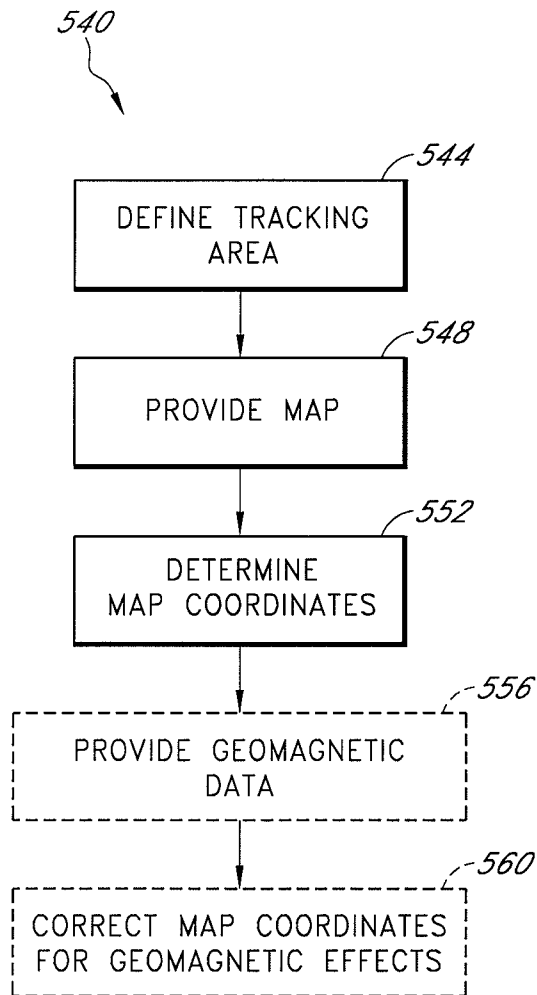 540
544
DEFINE TRACKING
AREA
548
PROVIDE MAP
552
DETERMINE
MAP COORDINATES
556
PROVIDE GEOMAGNETIC
DATA
560
CORRECT MAP COORDINATES
FOR GEOMAGNETIC EFFECTS